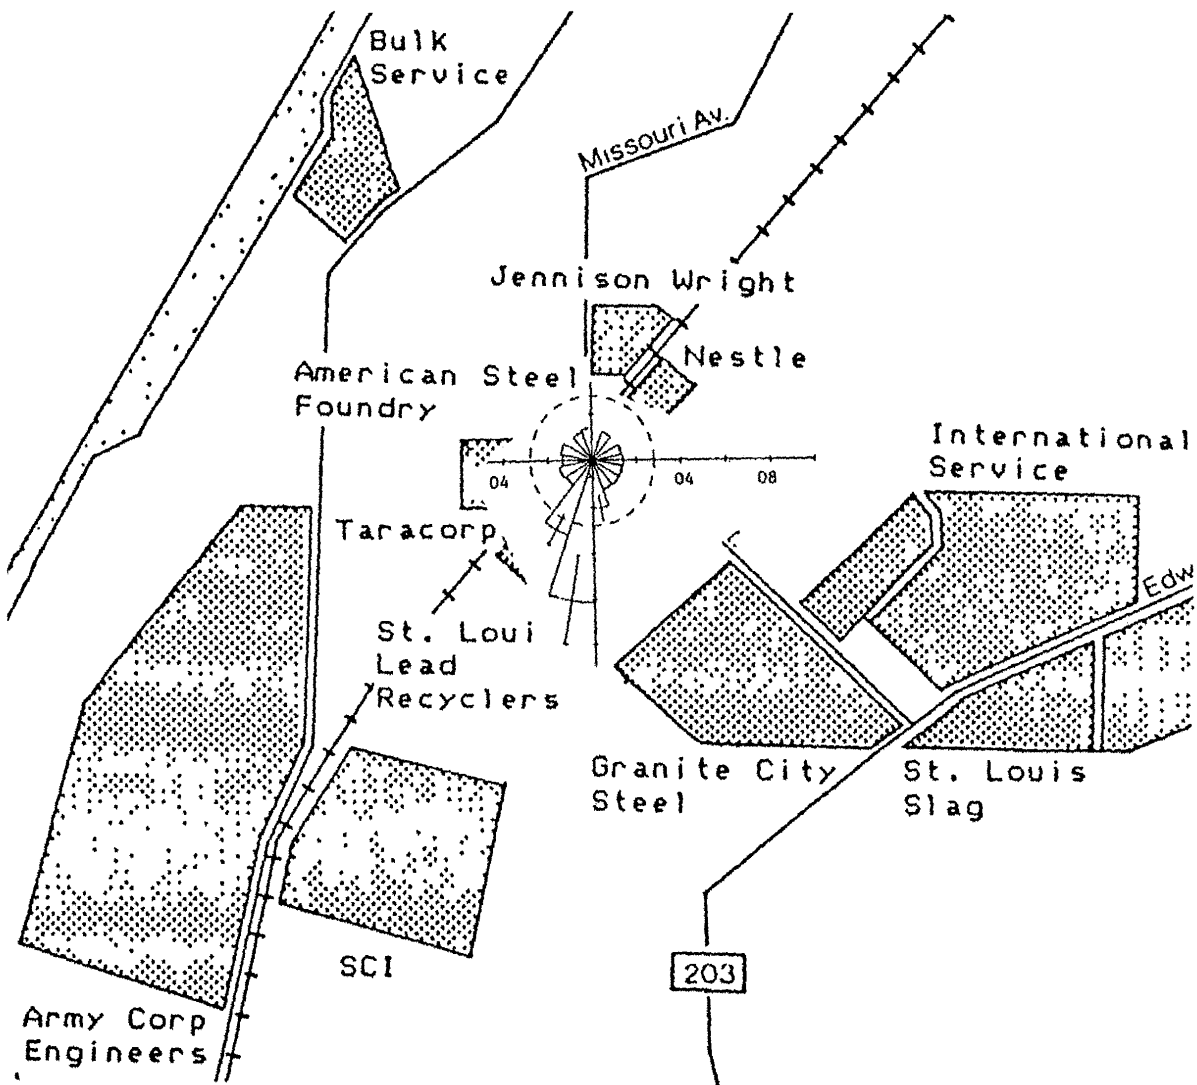 Bulk
Service
Missouri Av.
Jennison Wright
Nestle
American Steel
Foundry
International
Service
04
04
08
Taracorp
Edw
St. Loui
Lead
Recyclers
Granite City
Steel
St. Louis
Slag
SCI
203
Army Corp
Engineers